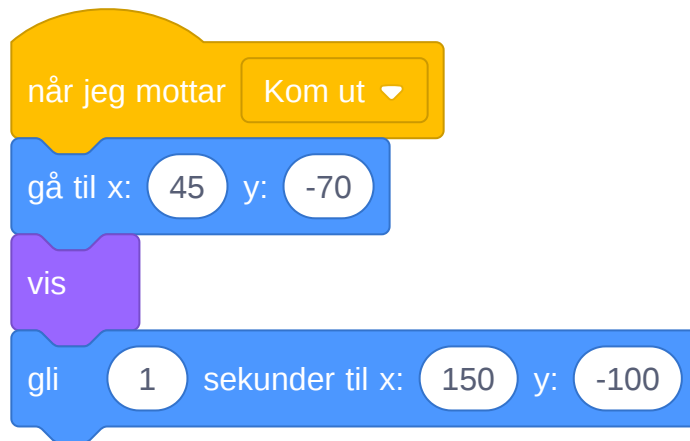 når jeg mottar Kom ut
gå til x: 45 y: -70
vis
gli 1 sekunder til x: 150 y: -100